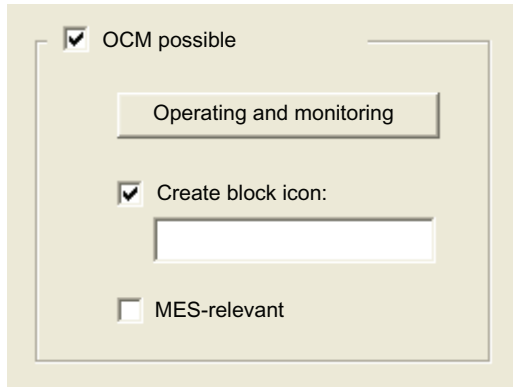 OCM possible
Operating and monitoring
Create block icon:
MES-relevant